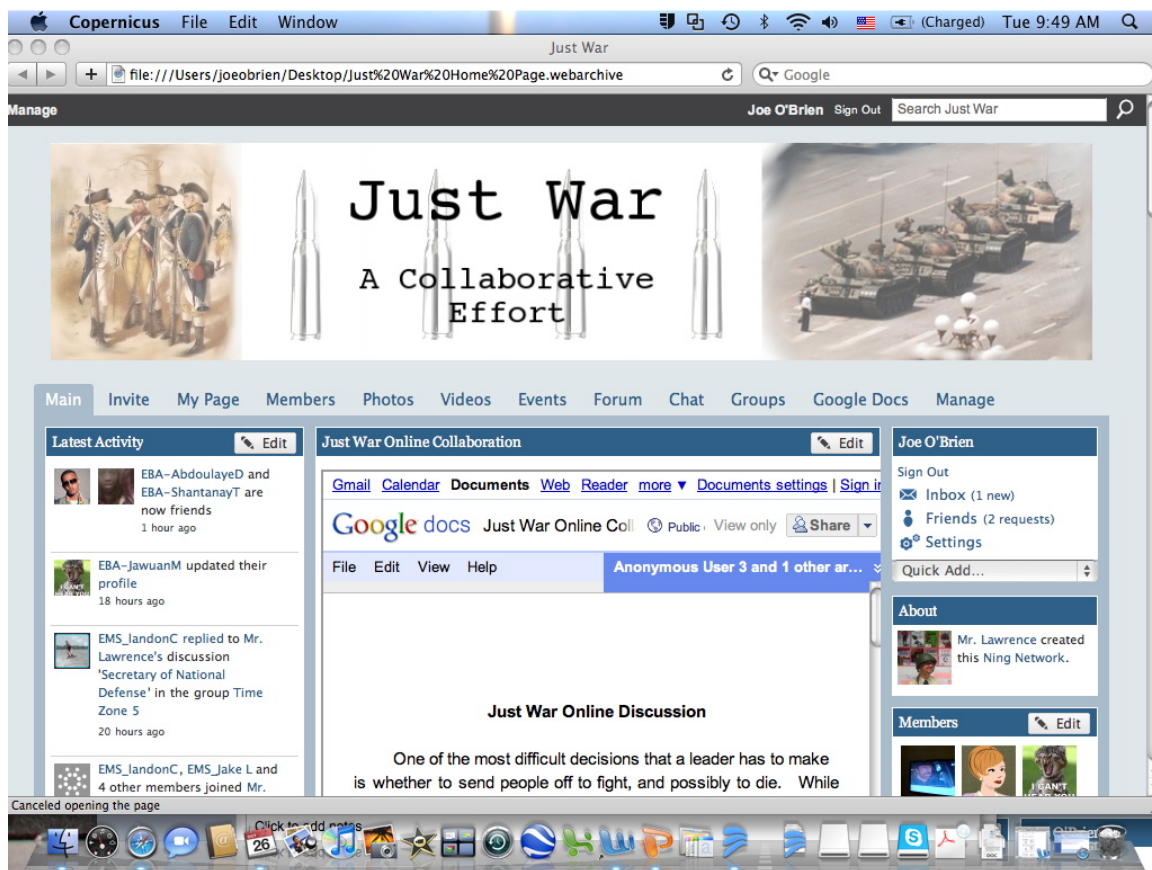 Copernicus File Edit Window (Charged) Tue 9:49 AM
Just War
file:///Users/joeobrien/Desktop/Just%20War%20Home%20Page.webarchive Google
Manage Joe O'Brien Sign Out Search Just War
Just War
A Collaborative
Effort
Main Invite My Page Members Photos Videos Events Forum Chat Groups Google Docs Manage
Latest Activity Edit
EBA-AbdoulayeD and
EBA-ShantanayT are
now friends
1 hour ago
EBA-JawuanM updated their
profile
18 hours ago
EMS_landonC replied to Mr.
Lawrence's discussion
'Secretary of National
Defense' in the group Time
Zone 5
20 hours ago
EMS_landonC, EMS_Jake L and
4 other members joined Mr.
Just War Online Collaboration Edit
Gmail Calendar Documents Web Reader more ▼ Documents settings | Sign in
Google docs Just War Online Coll Public View only Share
File Edit View Help Anonymous User 3 and 1 other ar...
Just War Online Discussion
One of the most difficult decisions that a leader has to make
is whether to send people off to fight, and possibly to die. While
Joe O'Brien
Sign Out
Inbox (1 new)
Friends (2 requests)
Settings
Quick Add...
About
Mr. Lawrence created
this Ning Network.
Members Edit
I CAN'T
HEAR YOU
Canceled opening the page
Click to add notes
26